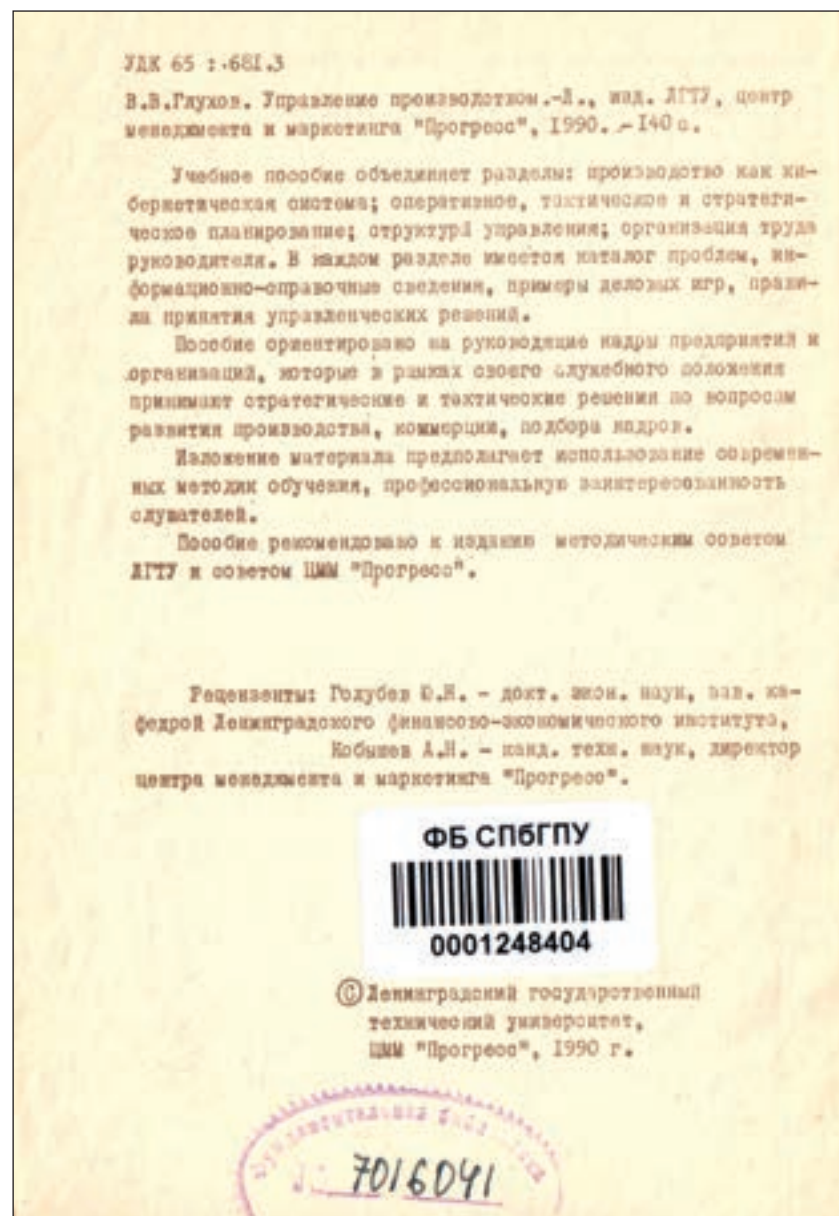 УДК 65 : 681.3
В.В.Глухов. Управление производством.-Л., изд. ЛГТУ, центр
менеджмента и маркетинга "Прогресс", 1990. - 140 с.
Учебное пособие объединяет разделы: производство как ки-
бернетическая система; оперативное, тактическое и стратеги-
ческое планирование; структура управления; организация труда
руководителя. В каждом разделе имеется каталог проблем, ин-
формационно-справочные сведения, примеры деловых игр, прави-
ла принятия управленческих решений.
Пособие ориентировано на руководящие кадры предприятий и
организаций, которые в рамках своего служебного положения
принимают стратегические и тактические решения по вопросам
развития производства, коммерции, подбора кадров.
Изложение материала предполагает использование современ-
ных методик обучения, профессиональную заинтересованность
слушателей.
Пособие рекомендовано к изданию методическим советом
ЛГТУ и советом ЦММ "Прогресс".
Рецензенты: Голубев Ю.Н. - докт. экон. наук, зав. ка-
федрой Ленинградского финансово-экономического института,
Кобышев А.Н. - канд. техн. наук, директор
центра менеджмента и маркетинга "Прогресс".
ФБ СПбГПУ
0001248404
© Ленинградский государственный
технический университет,
ЦММ "Прогресс", 1990 г.
Фундаментальная
7016041